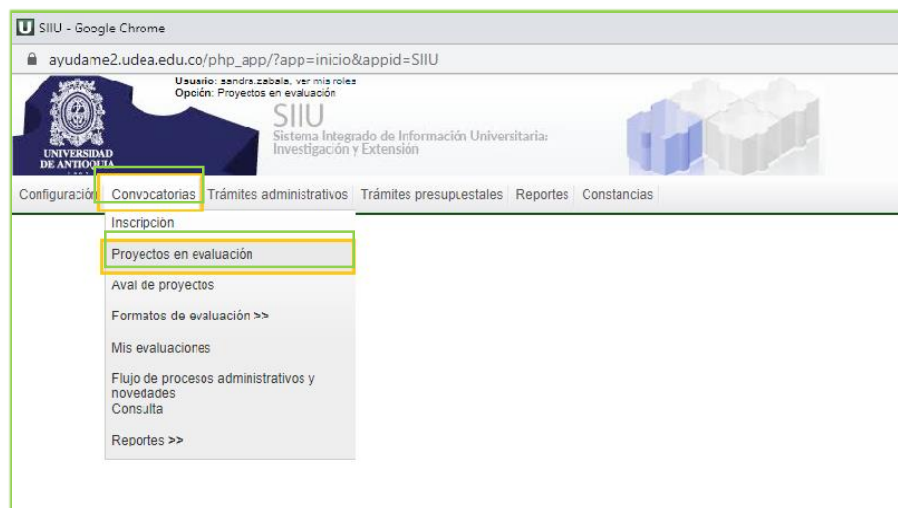 SIIU - Google Chrome
ayudame2.udea.edu.co/php_app/?app=inicio&appid=SIIU
Usuario: sandra.zabala, ver mis roles
Opción: Proyectos en evaluación
SIIU
Sistema Integrado de Información Universitaria:
Investigación y Extensión
UNIVERSIDAD
DE ANTIOQUIA
Configuración Convocatorias Trámites administrativos Trámites presupuestales Reportes Constancias
Inscripción
Proyectos en evaluación
Aval de proyectos
Formatos de evaluación >>
Mis evaluaciones
Flujo de procesos administrativos y
novedades
Consulta
Reportes >>